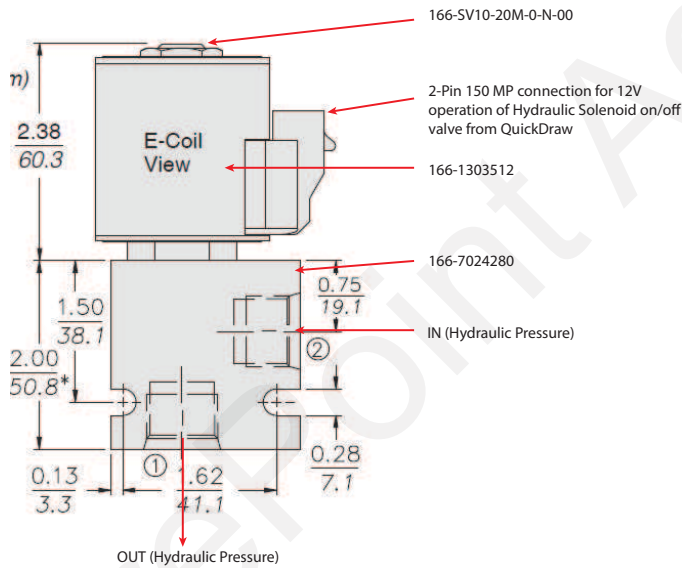 166-SV10-20M-0-N-00
m)
2-Pin 150 MP connection for 12V
operation of Hydraulic Solenoid on/off
valve from QuickDraw
2.38
60.3
E-Coil
View
166-1303512
166-7024280
1.50
38.1
0.75
19.1
IN (Hydraulic Pressure)
②
2.00
50.8*
①
0.13
3.3
.62
41.1
0.28
7.1
OUT (Hydraulic Pressure)